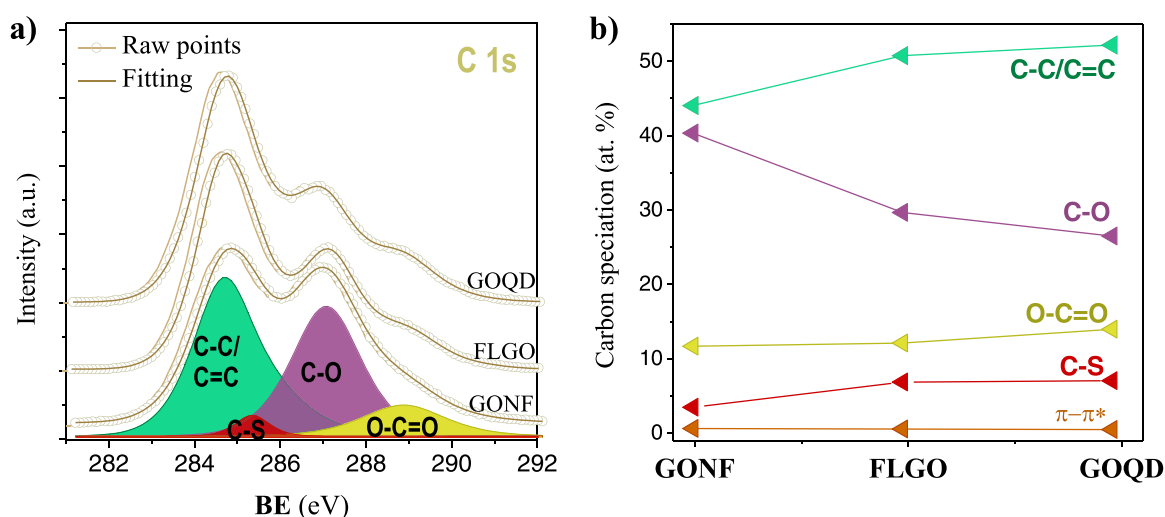 a)
Raw points
Fitting
C 1s
GOQD
FLGO
GONF
C-C/
C=C
C-O
C-S
O-C=O
Intensity (a.u.)
282 284 286 288 290 292
BE (eV)
b)
50
40
30
20
10
0
Carbon speciation (at. %)
C-C/C=C
C-O
O-C=O
C-S
π−π*
GONF FLGO GOQD